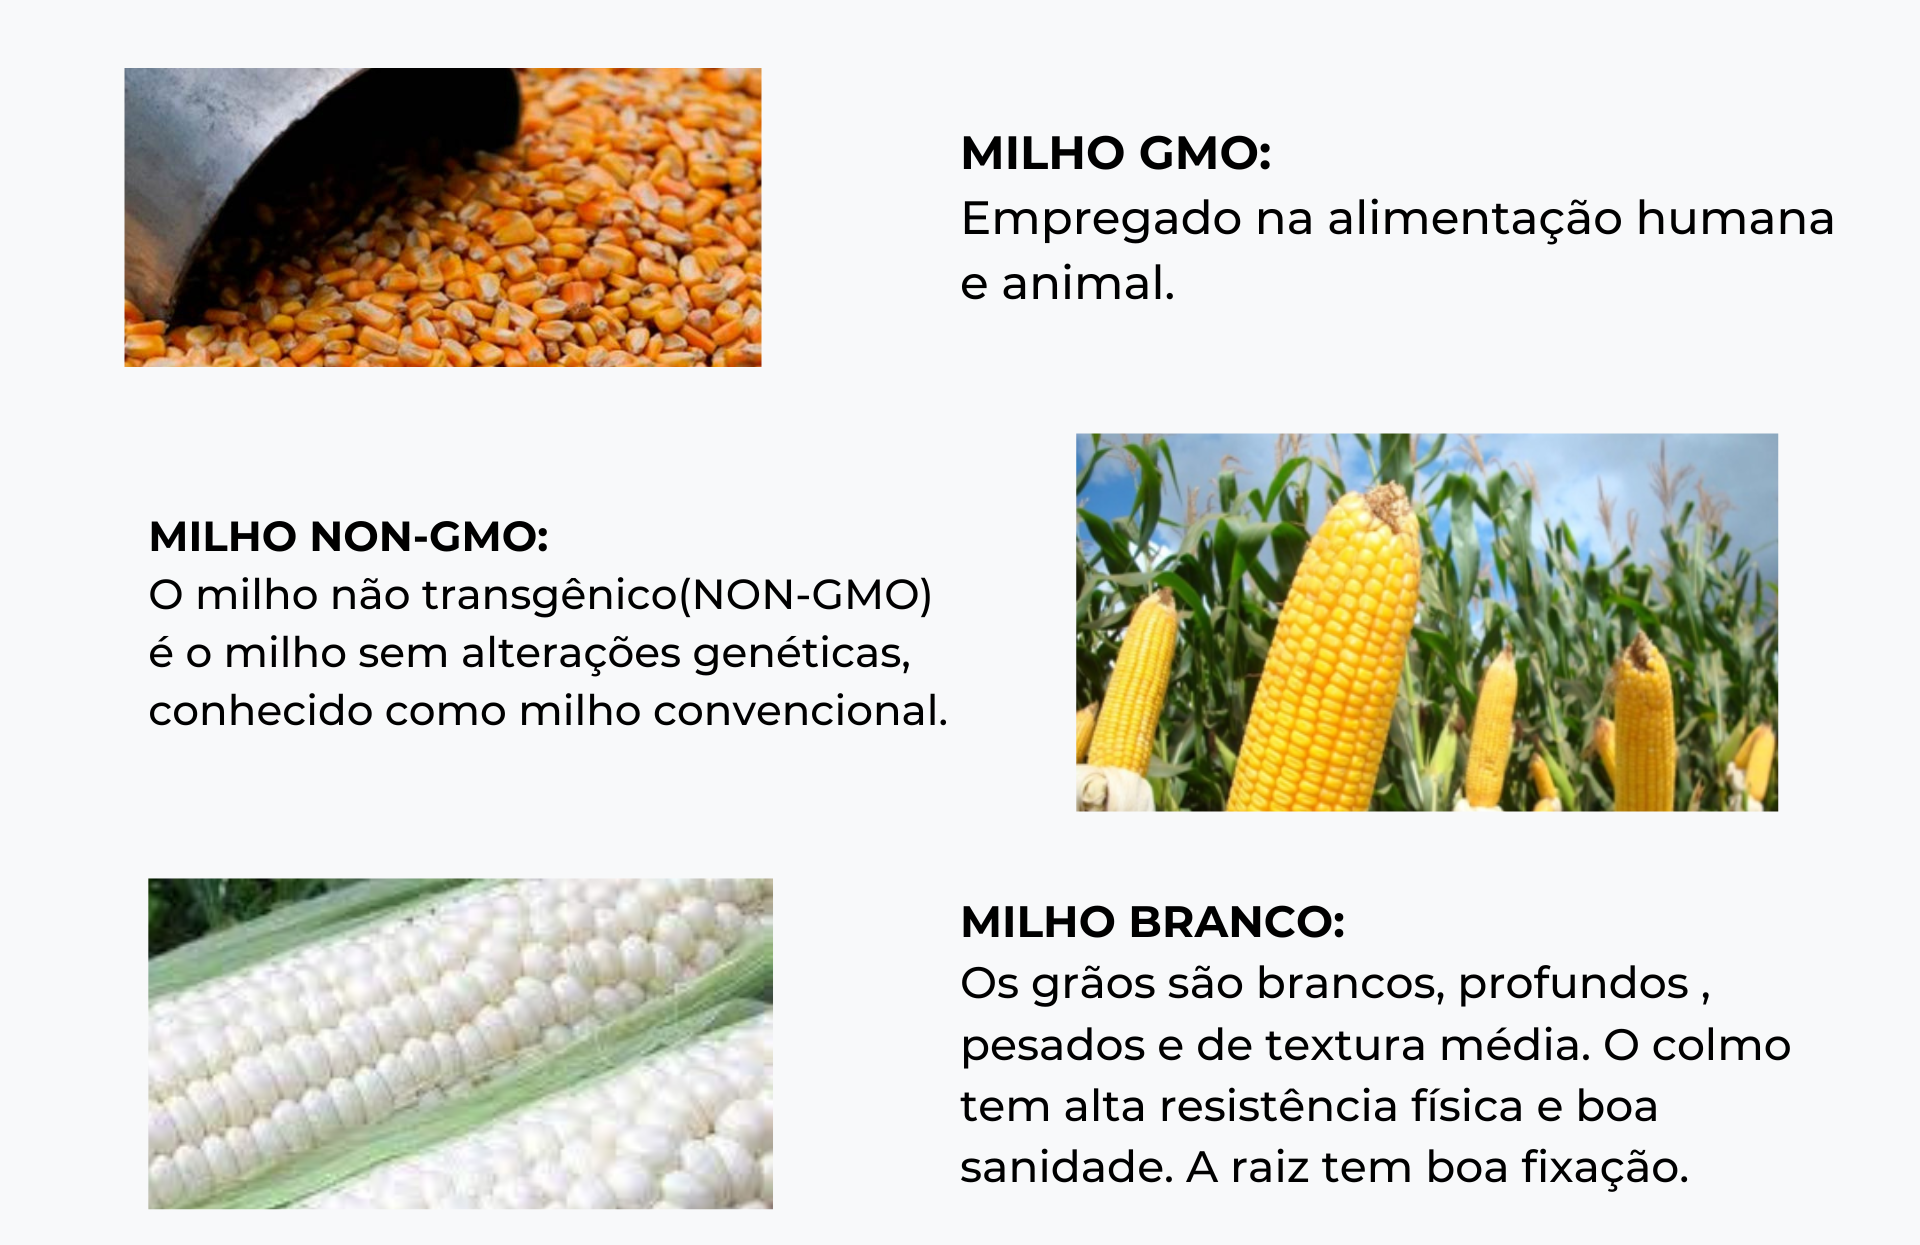 MILHO GMO:
Empregado na alimentação humana
e animal.
MILHO NON-GMO:
O milho não transgênico(NON-GMO)
é o milho sem alterações genéticas,
conhecido como milho convencional.
MILHO BRANCO:
Os grãos são brancos, profundos ,
pesados e de textura média. O colmo
tem alta resistência física e boa
sanidade. A raiz tem boa fixação.